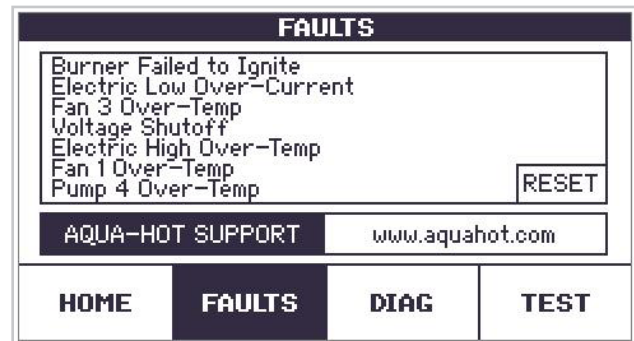 FAULTS
Burner Failed to Ignite
Electric Low Over-Current
Fan 3 Over-Temp
Voltage Shutoff
Electric High Over-Temp
Fan 1 Over-Temp
Pump 4 Over-Temp
RESET
AQUA-HOT SUPPORT www.aquahot.com
HOME FAULTS DIAG TEST